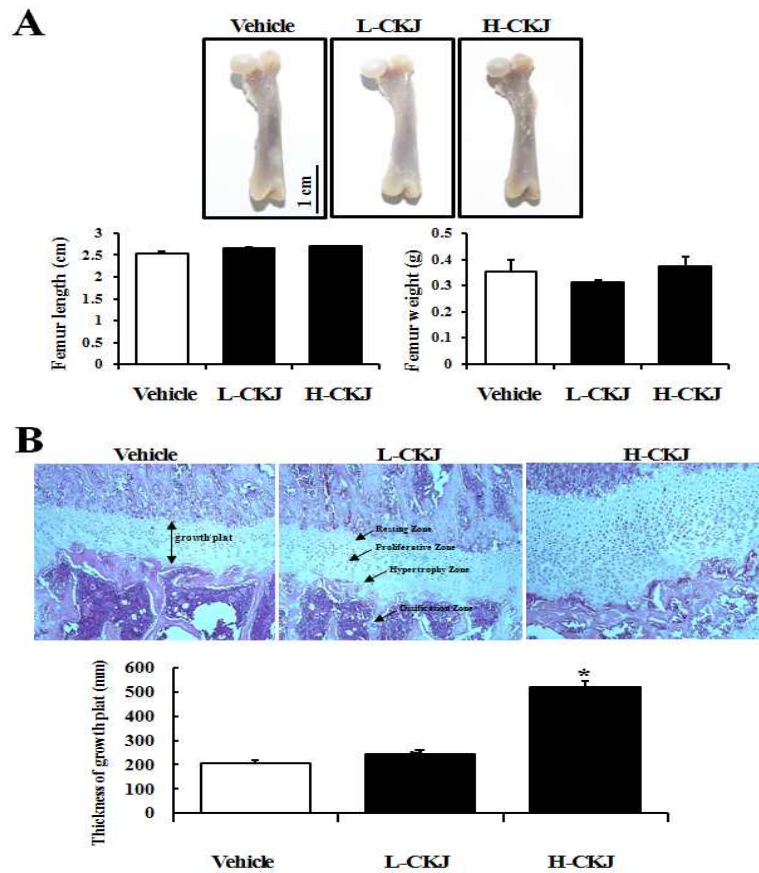 A
Vehicle L-CKJ H-CKJ
1 cm
Femur length (cm)
3
2.5
2
1.5
1
0.5
0
Vehicle L-CKJ H-CKJ
Femur weight (g)
0.5
0.4
0.3
0.2
0.1
0
Vehicle L-CKJ H-CKJ
B
Vehicle L-CKJ H-CKJ
growth plat
Resting Zone
Proliferative Zone
Hypertrophy Zone
Ossification Zone
Thickness of growth plat (mm)
600
500
400
300
200
100
0
*
Vehicle L-CKJ H-CKJ